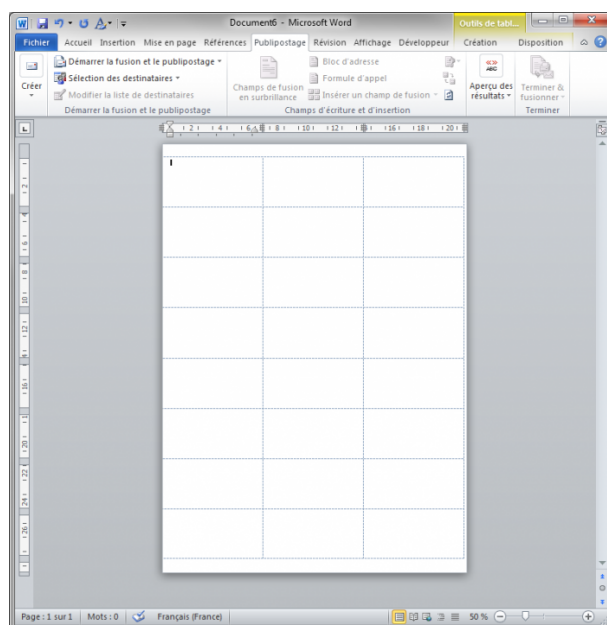 Document6 - Microsoft Word
Outils de tabl...
Fichier Accueil Insertion Mise en page Références Publipostage Révision Affichage Développeur Création Disposition
Créer
Démarrer la fusion et le publipostage
Sélection des destinataires
Modifier la liste de destinataires
Démarrer la fusion et le publipostage
Champs de fusion
en surbrillance
Bloc d'adresse
Formule d'appel
Insérer un champ de fusion
Champs d'écriture et d'insertion
ABC
Aperçu des
résultats
Terminer &
fusionner
Terminer
Page : 1 sur 1 Mots : 0 Français (France) 50 %